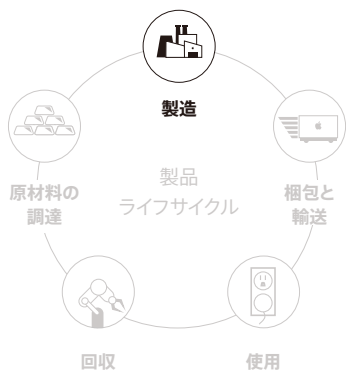 製造
原材料の
調達
製品
ライフサイクル
梱包と
輸送
回収
使用